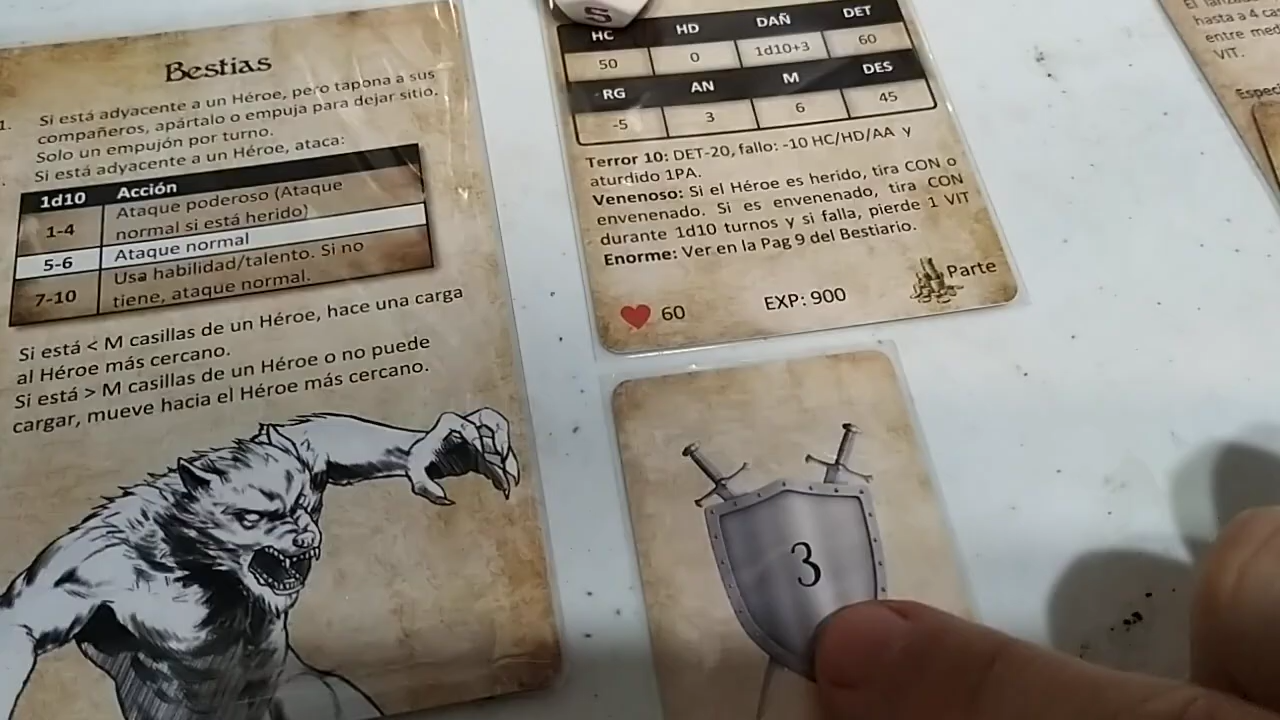 Bestias
1.
Si está adyacente a un Héroe, pero tapona a sus
compañeros, apártalo o empuja para dejar sitio.
Solo un empujón por turno.
Si está adyacente a un Héroe, ataca:
1d10 Acción
1-4 Ataque poderoso (Ataque
normal si está herido)
5-6 Ataque normal
7-10 Usa habilidad/talento. Si no
tiene, ataque normal.
Si está < M casillas de un Héroe, hace una carga
al Héroe más cercano.
Si está > M casillas de un Héroe o no puede
cargar, mueve hacia el Héroe más cercano.
5
HC HD DAÑ DET
50 0 1d10+3 60
RG AN M DES
-5 3 6 45
Terror 10: DET-20, fallo: -10 HC/HD/AA y
aturdido 1PA.
Venenoso: Si el Héroe es herido, tira CON o
envenenado. Si es envenenado, tira CON
durante 1d10 turnos y si falla, pierde 1 VIT
Enorme: Ver en la Pag 9 del Bestiario.
60 EXP: 900 Parte
3
hasta a 4
entre
VIT.